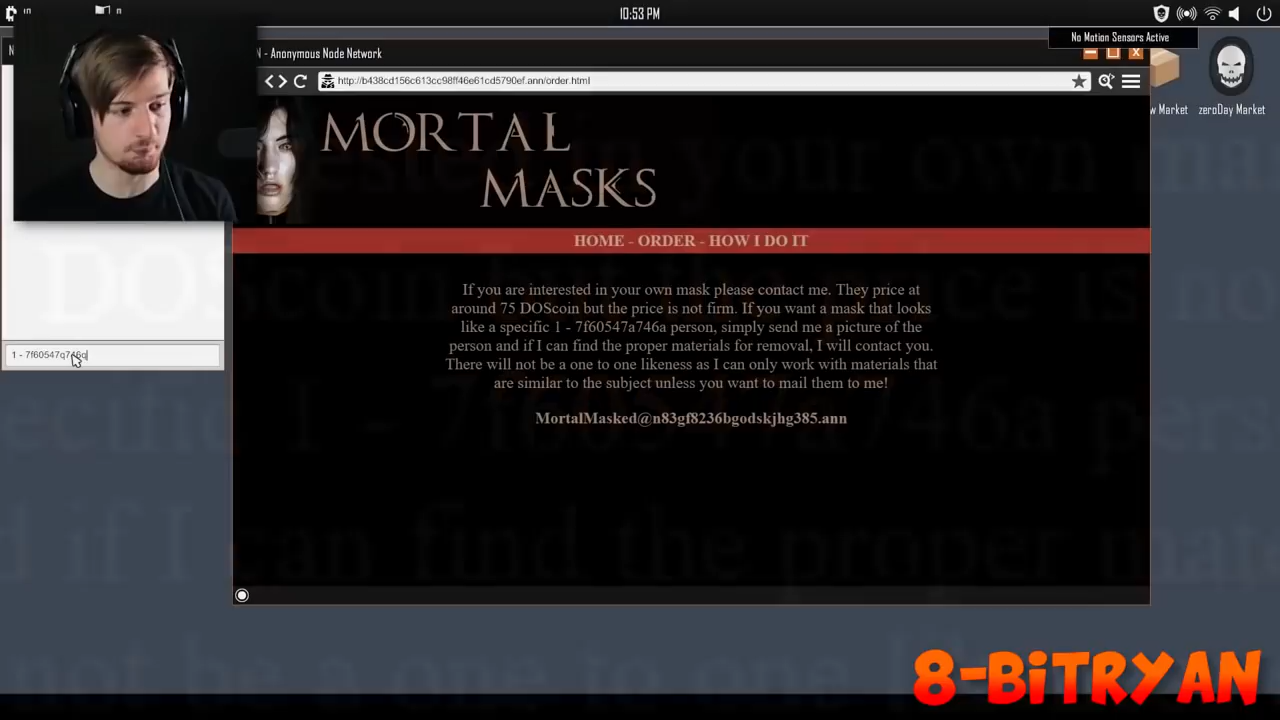 10:53 PM
No Motion Sensors Active
N - Anonymous Node Network
http://b438cd156c613cc98ff46e61cd5790ef.ann/order.html
w Market
zeroDay Market
MORTAL
MASKS
HOME - ORDER - HOW I DO IT
If you are interested in your own mask please contact me. They price at
around 75 DOScoin but the price is not firm. If you want a mask that looks
like a specific 1 - 7f60547a746a person, simply send me a picture of the
person and if I can find the proper materials for removal, I will contact you.
There will not be a one to one likeness as I can only work with materials that
are similar to the subject unless you want to mail them to me!
MortalMasked@n83gf8236bgodskjhg385.ann
1 - 7f60547q746q
8-BiTRYAN